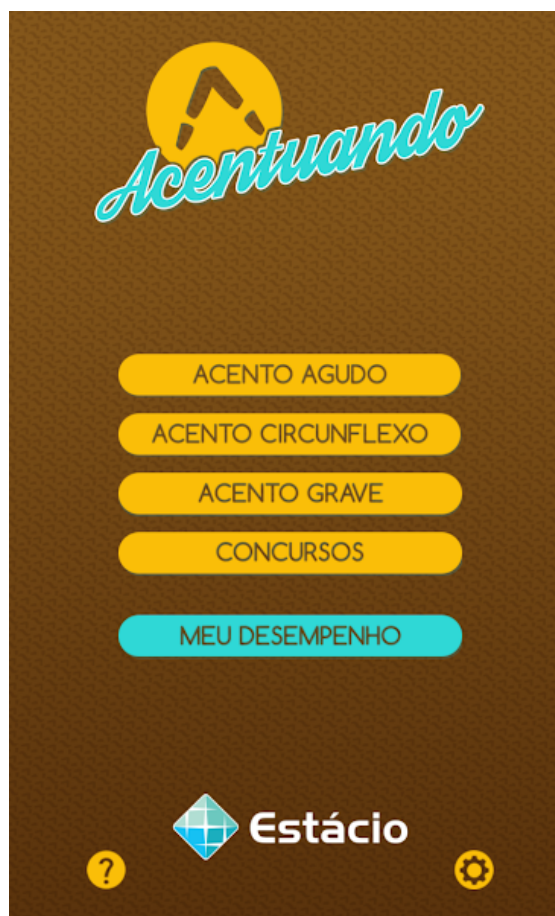 Acentuando
ACENTO AGUDO
ACENTO CIRCUNFLEXO
ACENTO GRAVE
CONCURSOS
MEU DESEMPENHO
Estácio
?